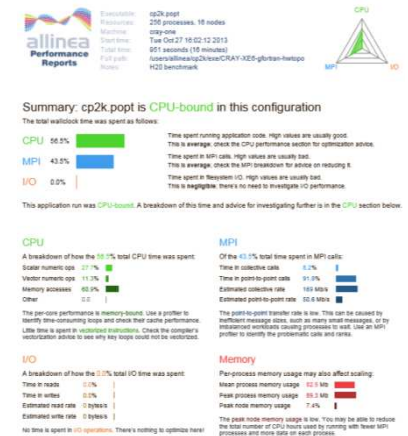 allinea
Performance
Reports
Executable: cp2k.popt
Resources: 256 processes, 16 nodes
Machine: cray-one
Start time: Tue Oct 27 16:02:12 2013
Total time: 951 seconds (16 minutes)
Full path: /users/allinea/cp2k/exe/CRAY-XE6-gfortran-hwtopo
Notes: H20 benchmark
CPU
MPI
I/O
Summary: cp2k.popt is CPU-bound in this configuration
The total wallclock time was spent as follows:
CPU 56.5%
Time spent running application code. High values are usually good.
This is average; check the CPU performance section for optimization advice.
MPI 43.5%
Time spent in MPI calls. High values are usually bad.
This is average; check the MPI breakdown for advice on reducing it.
I/O 0.0%
Time spent in filesystem I/O. High values are usually bad.
This is negligible; there's no need to investigate I/O performance.
This application run was CPU-bound. A breakdown of this time and advice for investigating further is in the CPU section below.
CPU
A breakdown of how the 56.5% total CPU time was spent:
Scalar numeric ops 27.7%
Vector numeric ops 11.3%
Memory accesses 60.9%
Other 0.0
The per-core performance is memory-bound. Use a profiler to
identify time-consuming loops and check their cache performance.
Little time is spent in vectorized instructions. Check the compiler's
vectorization advice to see why key loops could not be vectorized.
MPI
Of the 43.5% total time spent in MPI calls:
Time in collective calls 8.2%
Time in point-to-point calls 91.8%
Estimated collective rate 169 Mb/s
Estimated point-to-point rate 50.6 Mb/s
The point-to-point transfer rate is low. This can be caused by
inefficient message sizes, such as many small messages, or by
imbalanced workloads causing processes to wait. Use an MPI
profiler to identify the problematic calls and ranks.
I/O
A breakdown of how the 0.0% total I/O time was spent:
Time in reads 0.0%
Time in writes 0.0%
Estimated read rate 0 bytes/s
Estimated write rate 0 bytes/s
No time is spent in I/O operations. There's nothing to optimize here!
Memory
Per-process memory usage may also affect scaling:
Mean process memory usage 82.5 Mb
Peak process memory usage 89.3 Mb
Peak node memory usage 7.4%
The peak node memory usage is low. You may be able to reduce
the total number of CPU hours used by running with fewer MPI
processes and more data on each process.